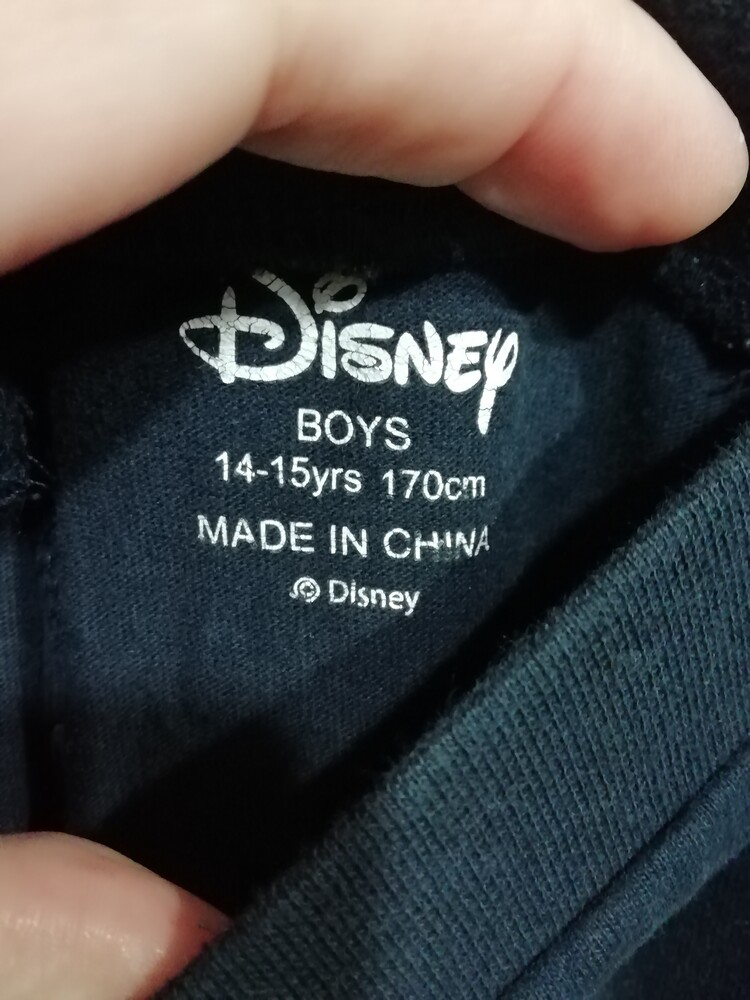 Disney
BOYS
14-15yrs 170cm
MADE IN CHINA
© Disney